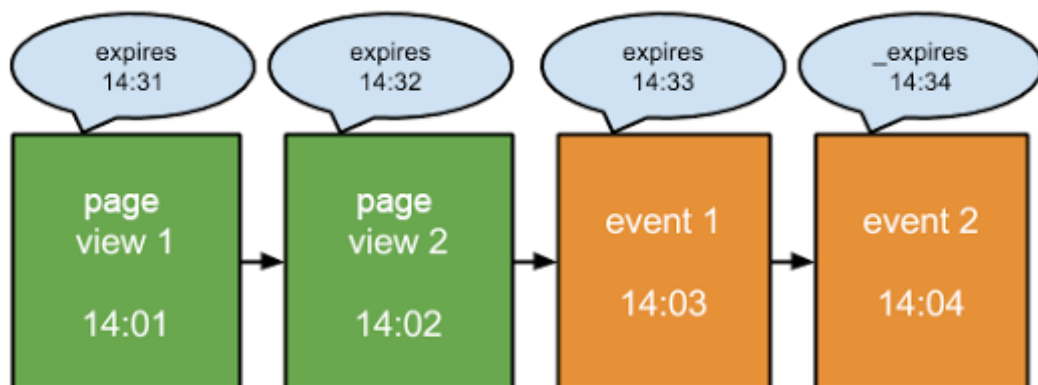 expires
14:31
expires
14:32
expires
14:33
_expires
14:34
page
view 1
14:01
page
view 2
14:02
event 1
14:03
event 2
14:04